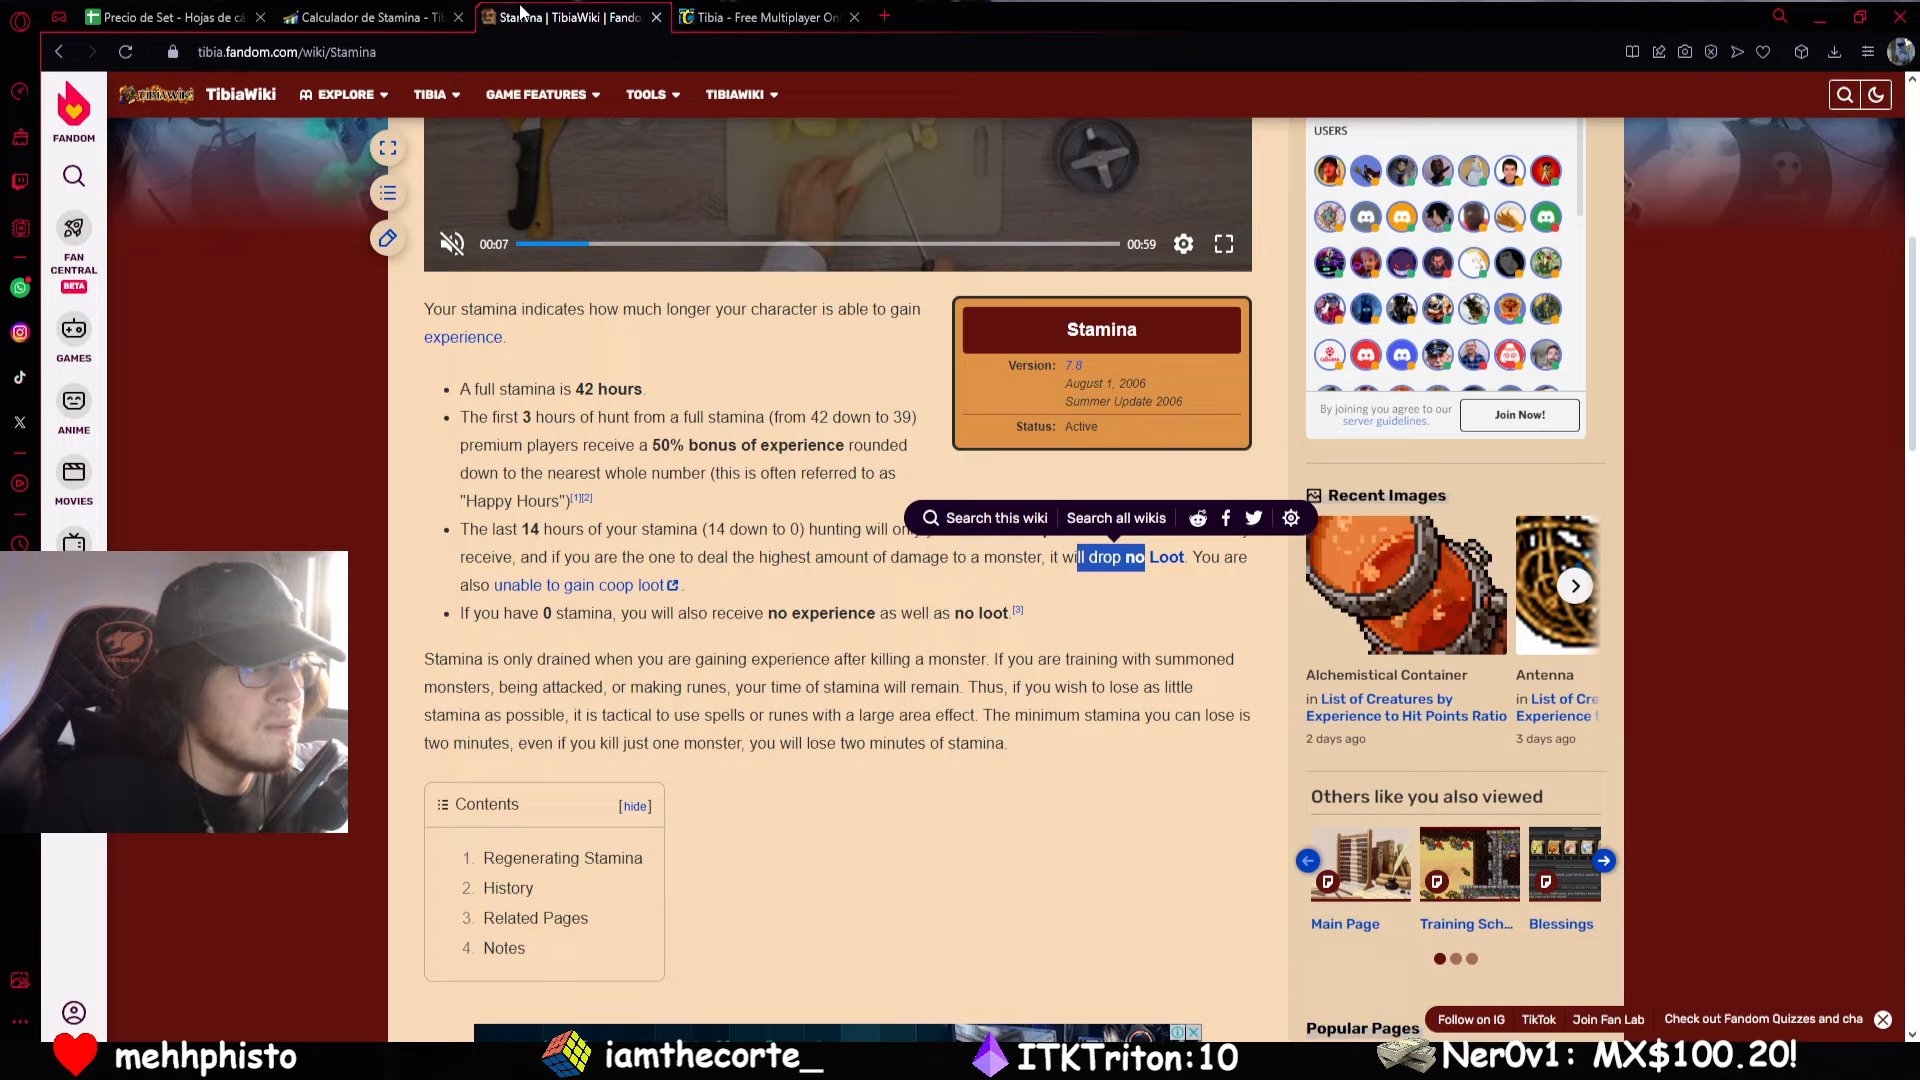 Precio de Set - Hojas de cá
Calculador de Stamina - Tib
Stamina | TibiaWiki | Fando
Tibia - Free Multiplayer On
tibia.fandom.com/wiki/Stamina
TIBIAWIKI
TibiaWiki
EXPLORE
TIBIA
GAME FEATURES
TOOLS
TIBIAWIKI
FANDOM
FAN
CENTRAL
BETA
GAMES
ANIME
MOVIES
00:07
00:59
Your stamina indicates how much longer your character is able to gain
experience.
A full stamina is 42 hours.
The first 3 hours of hunt from a full stamina (from 42 down to 39)
premium players receive a 50% bonus of experience rounded
down to the nearest whole number (this is often referred to as
"Happy Hours")[1][2]
The last 14 hours of your stamina (14 down to 0) hunting will
receive, and if you are the one to deal the highest amount of damage to a monster, it will drop no Loot. You are
also unable to gain coop loot.
If you have 0 stamina, you will also receive no experience as well as no loot.[3]
Search this wiki
Search all wikis
Stamina
Version: 7.8
August 1, 2006
Summer Update 2006
Status: Active
Stamina is only drained when you are gaining experience after killing a monster. If you are training with summoned
monsters, being attacked, or making runes, your time of stamina will remain. Thus, if you wish to lose as little
stamina as possible, it is tactical to use spells or runes with a large area effect. The minimum stamina you can lose is
two minutes, even if you kill just one monster, you will lose two minutes of stamina.
Contents [hide]
1. Regenerating Stamina
2. History
3. Related Pages
4. Notes
USERS
By joining you agree to our
server guidelines.
Join Now!
Recent Images
Alchemistical Container
in List of Creatures by
Experience to Hit Points Ratio
2 days ago
Antenna
in List of Cre
Experience t
3 days ago
Others like you also viewed
Main Page
Training Sch...
Blessings
Popular Pages
Follow on IG
TikTok
Join Fan Lab
Check out Fandom Quizzes and cha
mehhphisto
iamthecorte_
ITKTriton:10
Ner0v1: MX$100.20!